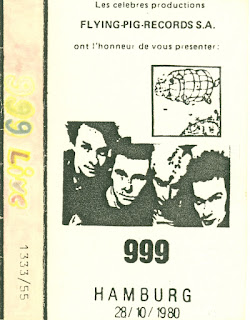 Les celebres productions
FLYING-PIG-RECORDS S.A.
ont l'honneur de vous presenter:
999
HAMBURG
28/10/1980
999 Live
1333/55